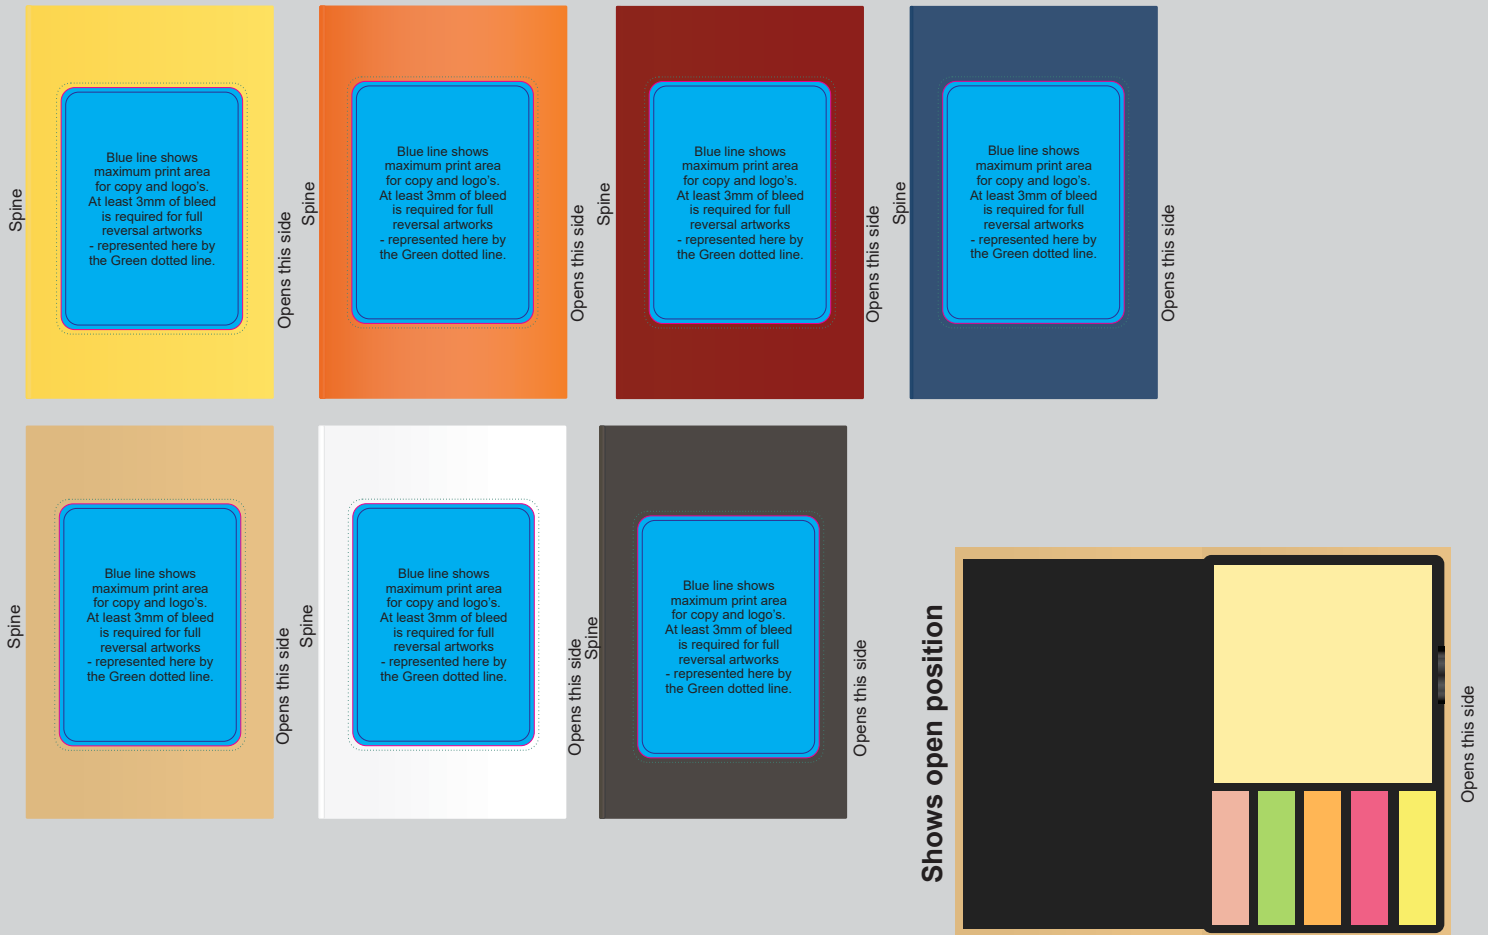 Spine
Blue line shows
maximum print area
for copy and logo's.
At least 3mm of bleed
is required for full
reversal artworks
- represented here by
the Green dotted line.
Opens this side
Spine
Blue line shows
maximum print area
for copy and logo's.
At least 3mm of bleed
is required for full
reversal artworks
- represented here by
the Green dotted line.
Opens this side
Spine
Blue line shows
maximum print area
for copy and logo's.
At least 3mm of bleed
is required for full
reversal artworks
- represented here by
the Green dotted line.
Opens this side
Spine
Blue line shows
maximum print area
for copy and logo's.
At least 3mm of bleed
is required for full
reversal artworks
- represented here by
the Green dotted line.
Opens this side
Spine
Blue line shows
maximum print area
for copy and logo's.
At least 3mm of bleed
is required for full
reversal artworks
- represented here by
the Green dotted line.
Opens this side
Spine
Blue line shows
maximum print area
for copy and logo's.
At least 3mm of bleed
is required for full
reversal artworks
- represented here by
the Green dotted line.
Opens this side
Spine
Blue line shows
maximum print area
for copy and logo's.
At least 3mm of bleed
is required for full
reversal artworks
- represented here by
the Green dotted line.
Opens this side
Shows open position
Opens this side